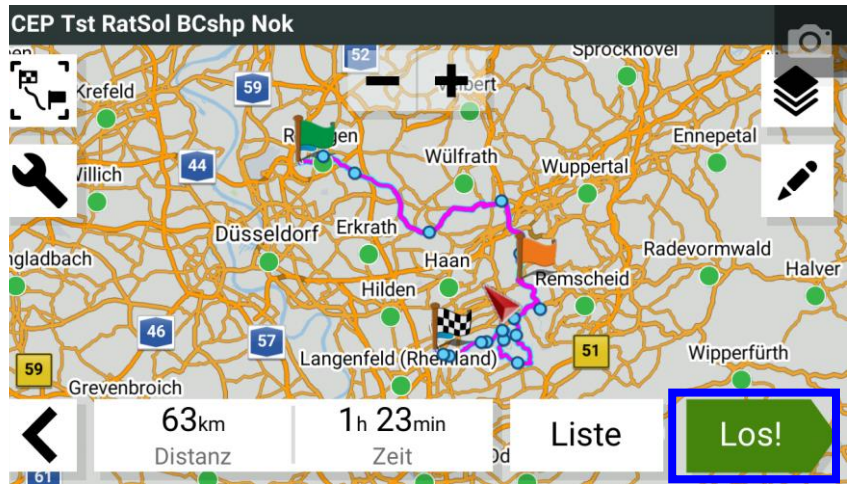 CEP Tst RatSol BCshp Nok
52
Sprockhövel
Krefeld
59
Ennepetal
Willich
44
Wülfrath
Wuppertal
Düsseldorf
Erkrath
Radevormwald
Haan
Halver
Hilden
Remscheid
46
57
51
59
Langenfeld (Rheinland)
Wipperfürth
Grevenbroich
63km
Distanz
1h 23min
Zeit
Liste
Los!
61